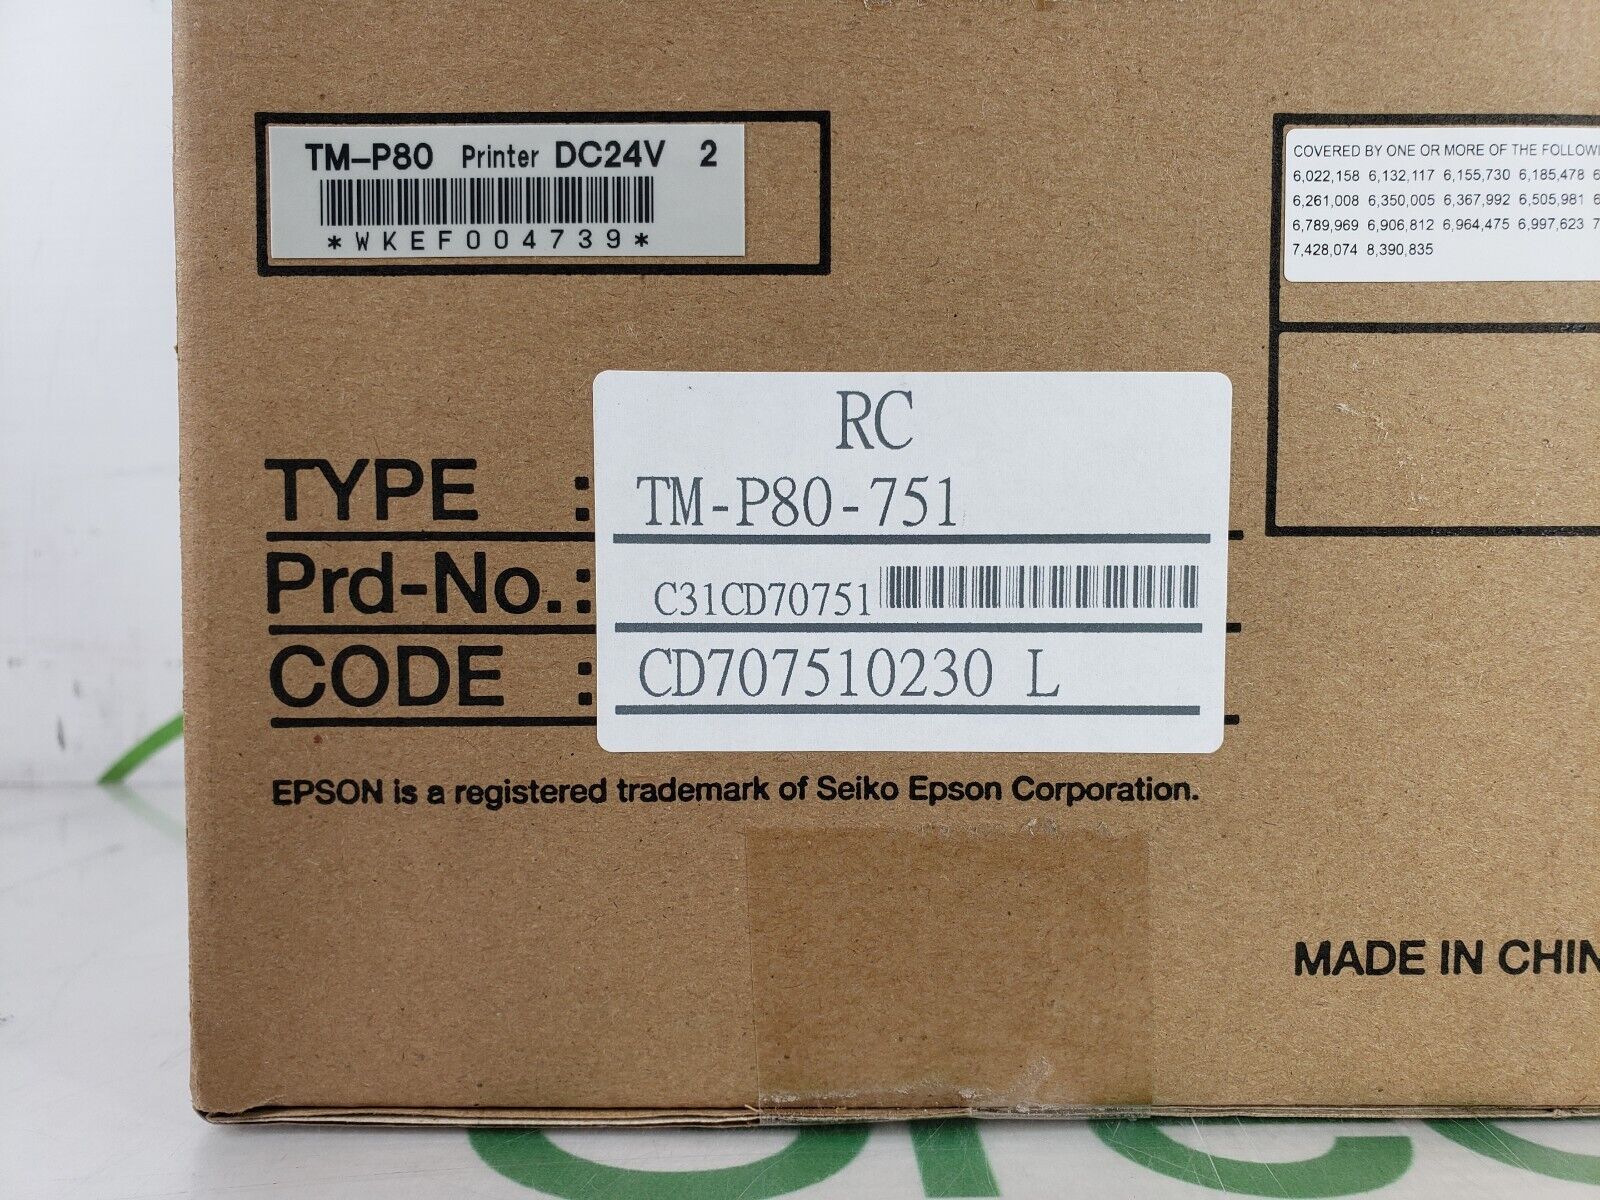 TM-P80 Printer DC24V 2
*WKEF004739*
COVERED BY ONE OR MORE OF THE
6,022,158 6,132,117 6,155,730 6,185,478
6,261,008 6,350,005 6,367,992 6,505,981
6,789,969 6,906,812 6,964,475 6,997,623
7,428,074 8,390,835
RC
TYPE : TM-P80-751
Prd-No.: C31CD70751
CODE : CD707510230 L
EPSON is a registered trademark of Seiko Epson Corporation.
MADE IN